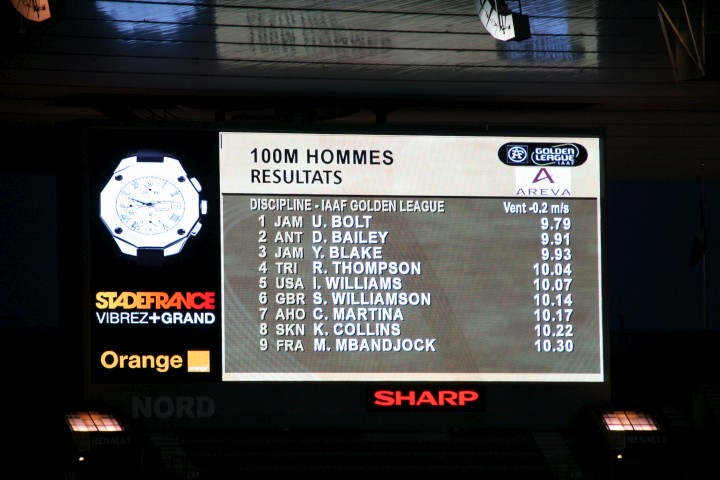 100M HOMMES
RESULTATS
IAAF GOLDEN LEAGUE
AREVA
DISCIPLINE - IAAF GOLDEN LEAGUE Vent -0.2 m/s
1 JAM U. BOLT 9.79
2 ANT D. BAILEY 9.91
3 JAM Y. BLAKE 9.93
4 TRI R. THOMPSON 10.04
5 USA I. WILLIAMS 10.07
6 GBR S. WILLIAMSON 10.14
7 AHO C. MARTINA 10.17
8 SKN K. COLLINS 10.22
9 FRA M. MBANDJOCK 10.30
STADEFRANCE
VIBREZ+GRAND
Orange
SHARP
NORD
RENAULT
RENAULT